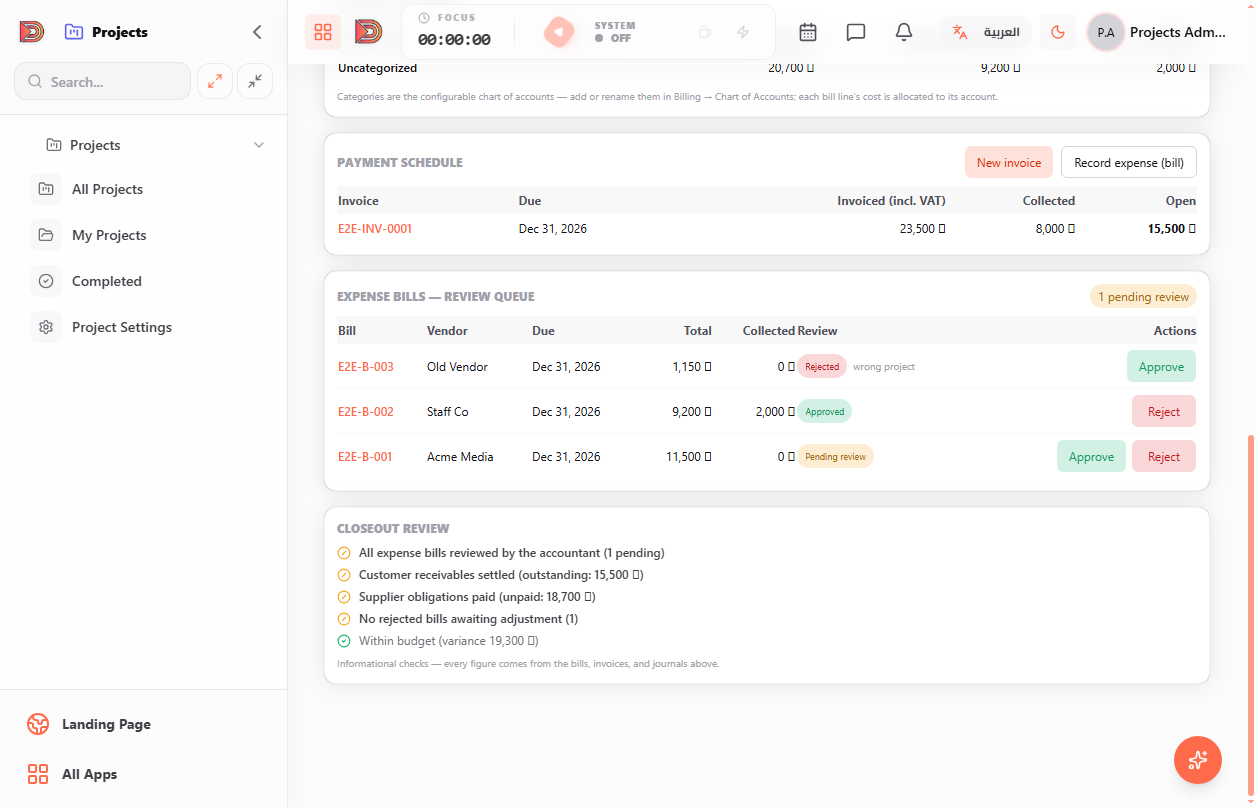 Projects
Search...
Projects
All Projects
My Projects
Completed
Project Settings
Landing Page
All Apps
FOCUS
00:00:00
SYSTEM
OFF
العربية
P.A
Projects Adm...
Uncategorized 20,700 9,200 2,000
Categories are the configurable chart of accounts — add or rename them in Billing → Chart of Accounts; each bill line's cost is allocated to its account.
PAYMENT SCHEDULE
New invoice
Record expense (bill)
Invoice Due Invoiced (incl. VAT) Collected Open
E2E-INV-0001 Dec 31, 2026 23,500 8,000 15,500
EXPENSE BILLS — REVIEW QUEUE
1 pending review
Bill Vendor Due Total Collected Review Actions
E2E-B-003 Old Vendor Dec 31, 2026 1,150 0 Rejected wrong project Approve
E2E-B-002 Staff Co Dec 31, 2026 9,200 2,000 Approved Reject
E2E-B-001 Acme Media Dec 31, 2026 11,500 0 Pending review Approve Reject
CLOSEOUT REVIEW
All expense bills reviewed by the accountant (1 pending)
Customer receivables settled (outstanding: 15,500 )
Supplier obligations paid (unpaid: 18,700 )
No rejected bills awaiting adjustment (1)
Within budget (variance 19,300 )
Informational checks — every figure comes from the bills, invoices, and journals above.